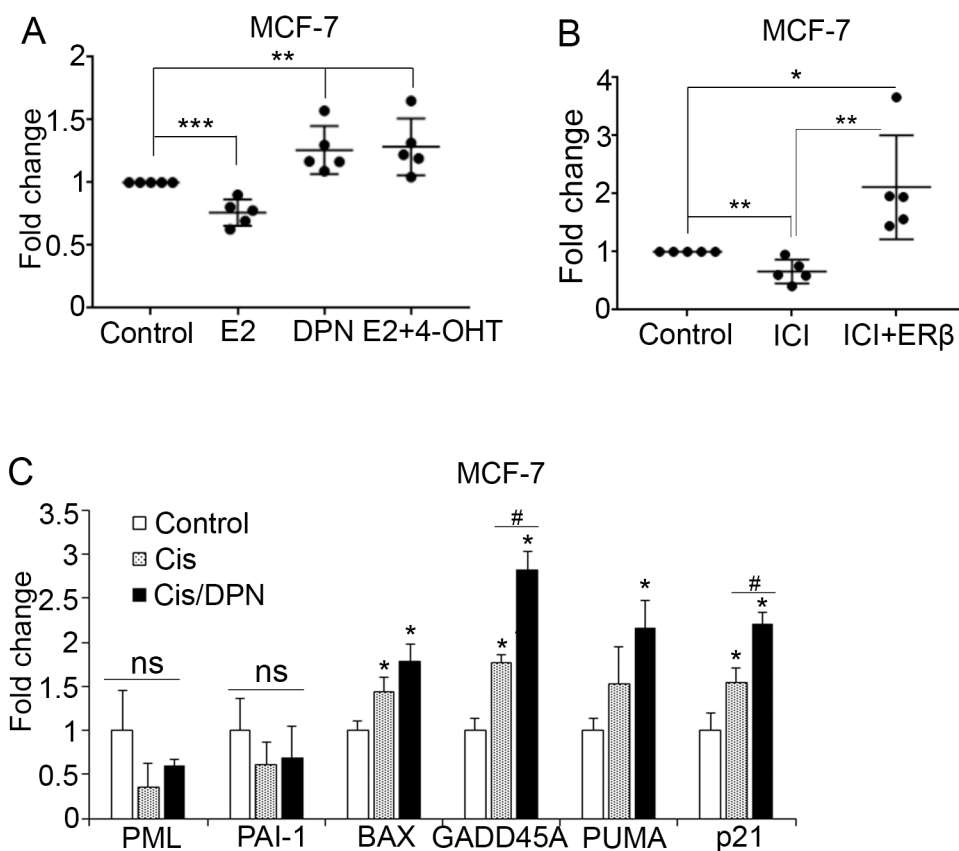 A
MCF-7
Fold change
2
1.5
1
0.5
0
**
***
Control E2 DPN E2+4-OHT
B
MCF-7
Fold change
4
3
2
1
0
*
**
**
Control ICI ICI+ERβ
C
MCF-7
Fold change
3.5
3
2.5
2
1.5
1
0.5
0
Control
Cis
Cis/DPN
ns
ns
* *
#
* *
*
#
* *
PML PAI-1 BAX GADD45A PUMA p21